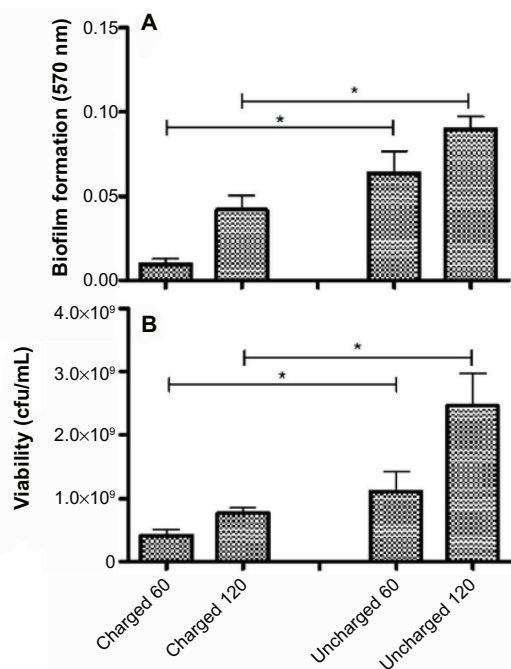 A
Biofilm formation (570 nm)
0.15
0.10
0.05
0.00
*
*
B
Viability (cfu/mL)
4.0×10⁹
3.0×10⁹
2.0×10⁹
1.0×10⁹
0
*
*
Charged 60
Charged 120
Uncharged 60
Uncharged 120